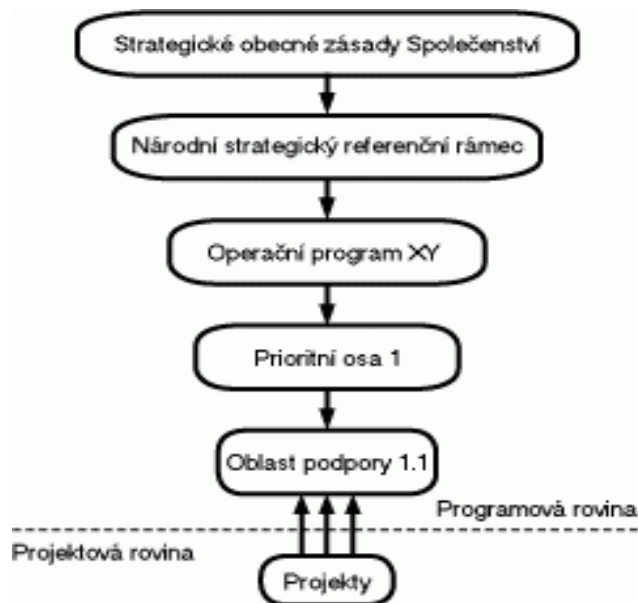 Strategické obecné zásady Společenství
Národní strategický referenční rámec
Operační program XY
Prioritní osa 1
Oblast podpory 1.1
Programová rovina
Projektová rovina
Projekty